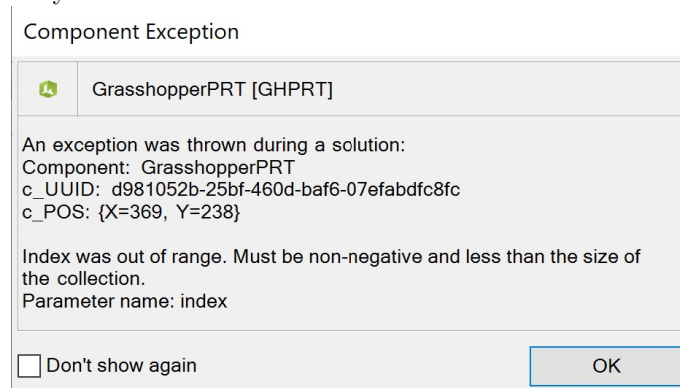 Component Exception
GrasshopperPRT [GHPRT]
An exception was thrown during a solution:
Component: GrasshopperPRT
c_UUID: d981052b-25bf-460d-baf6-07efabdfc8fc
c_POS: {X=369, Y=238}
Index was out of range. Must be non-negative and less than the size of
the collection.
Parameter name: index
Don't show again
OK